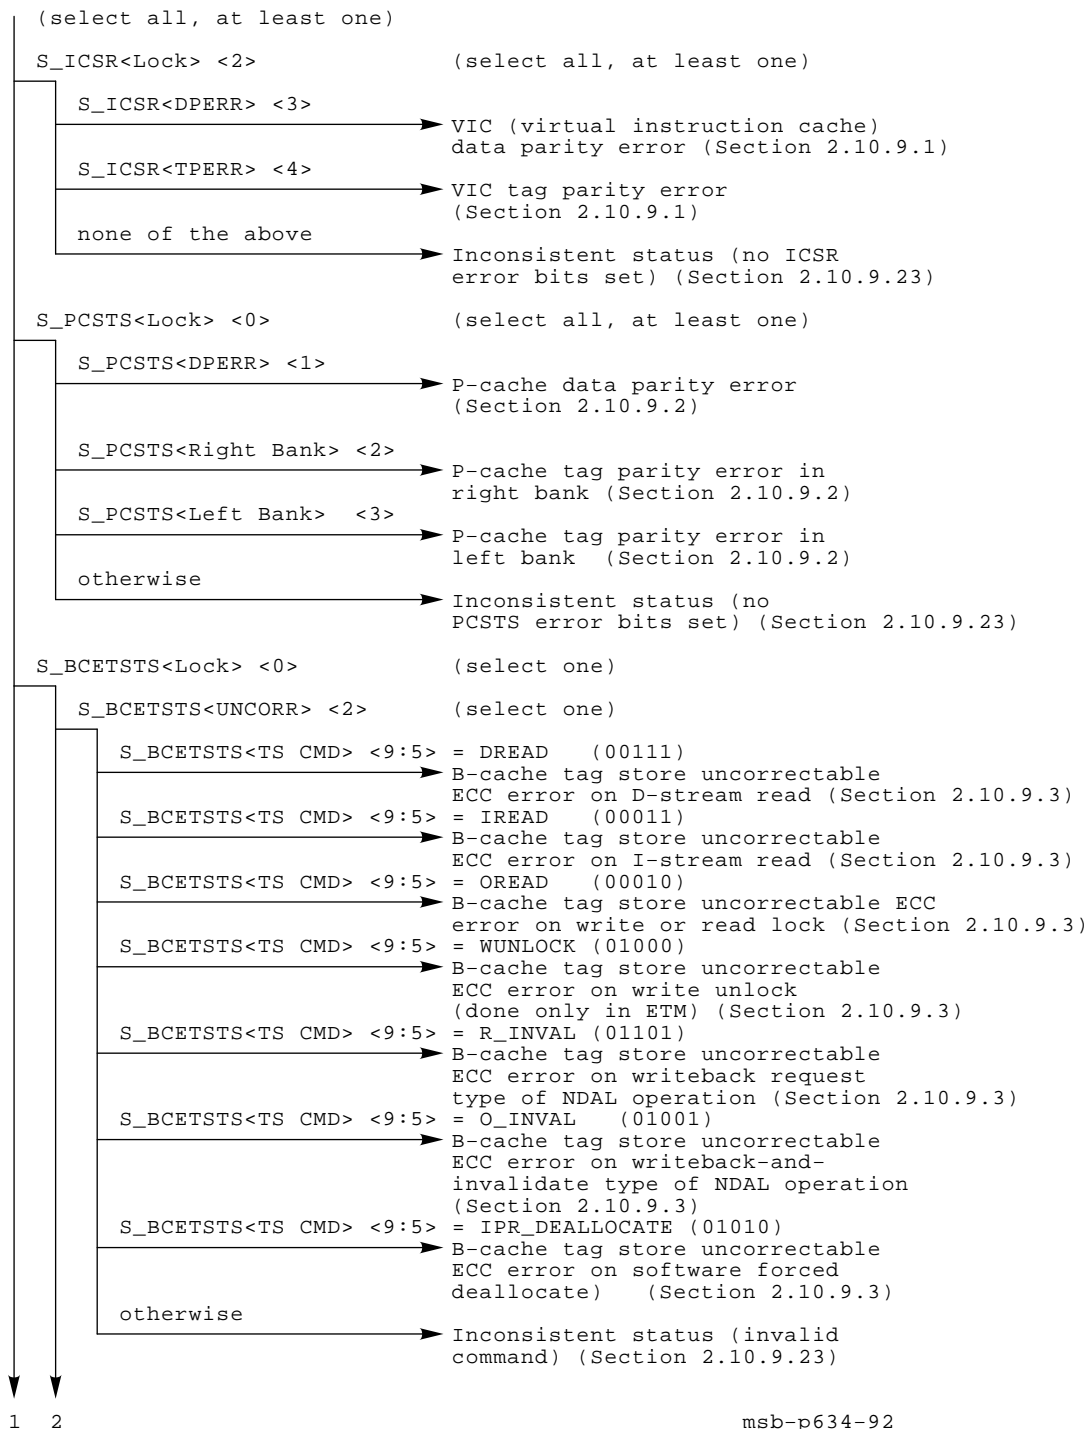 (select all, at least one)
S_ICSR<Lock> <2> (select all, at least one)
S_ICSR<DPERR> <3>
VIC (virtual instruction cache)
data parity error (Section 2.10.9.1)
S_ICSR<TPERR> <4>
VIC tag parity error
(Section 2.10.9.1)
none of the above
Inconsistent status (no ICSR
error bits set) (Section 2.10.9.23)
S_PCSTS<Lock> <0> (select all, at least one)
S_PCSTS<DPERR> <1>
P-cache data parity error
(Section 2.10.9.2)
S_PCSTS<Right Bank> <2>
P-cache tag parity error in
right bank (Section 2.10.9.2)
S_PCSTS<Left Bank> <3>
P-cache tag parity error in
left bank (Section 2.10.9.2)
otherwise
Inconsistent status (no
PCSTS error bits set) (Section 2.10.9.23)
S_BCETSTS<Lock> <0> (select one)
S_BCETSTS<UNCORR> <2> (select one)
S_BCETSTS<TS CMD> <9:5> = DREAD (00111)
B-cache tag store uncorrectable
ECC error on D-stream read (Section 2.10.9.3)
S_BCETSTS<TS CMD> <9:5> = IREAD (00011)
B-cache tag store uncorrectable
ECC error on I-stream read (Section 2.10.9.3)
S_BCETSTS<TS CMD> <9:5> = OREAD (00010)
B-cache tag store uncorrectable ECC
error on write or read lock (Section 2.10.9.3)
S_BCETSTS<TS CMD> <9:5> = WUNLOCK (01000)
B-cache tag store uncorrectable
ECC error on write unlock
(done only in ETM) (Section 2.10.9.3)
S_BCETSTS<TS CMD> <9:5> = R_INVAL (01101)
B-cache tag store uncorrectable
ECC error on writeback request
type of NDAL operation (Section 2.10.9.3)
S_BCETSTS<TS CMD> <9:5> = O_INVAL (01001)
B-cache tag store uncorrectable
ECC error on writeback-and-
invalidate type of NDAL operation
(Section 2.10.9.3)
S_BCETSTS<TS CMD> <9:5> = IPR_DEALLOCATE (01010)
B-cache tag store uncorrectable
ECC error on software forced
deallocate) (Section 2.10.9.3)
otherwise
Inconsistent status (invalid
command) (Section 2.10.9.23)
1 2 msb-p634-92